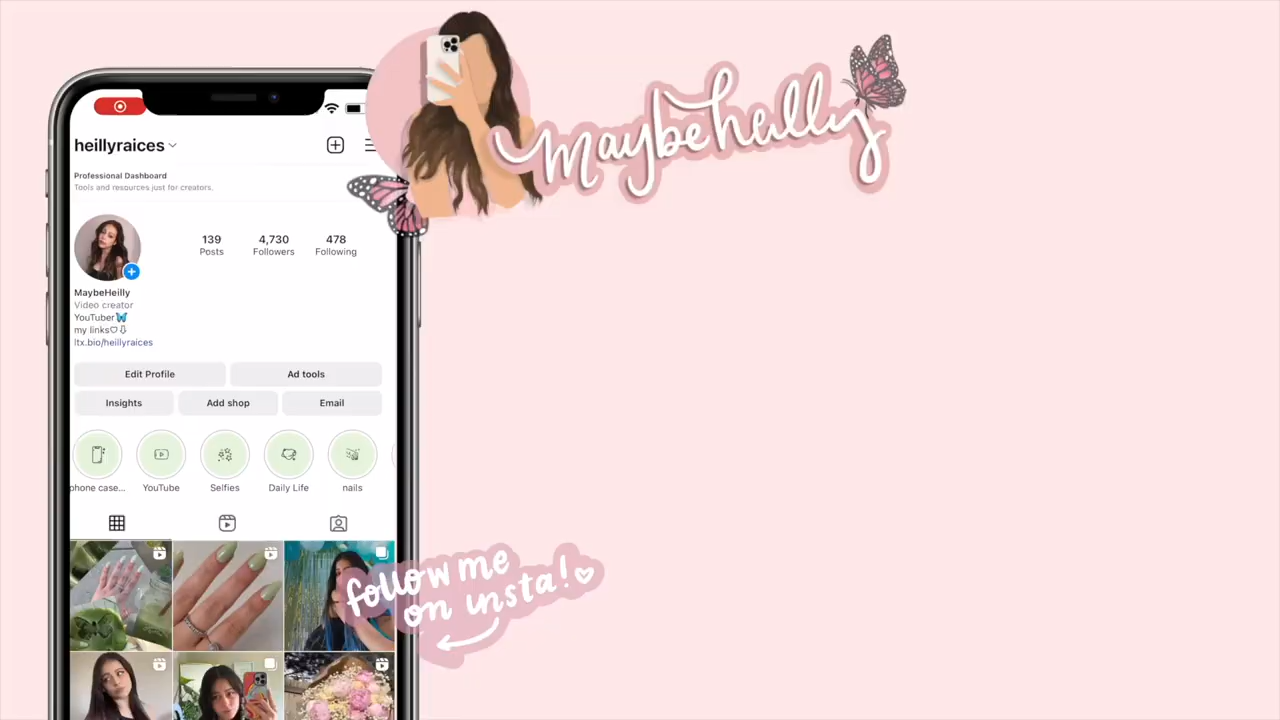 maybeheilly
heillyraices
Professional Dashboard
Tools and resources just for creators.
139 4,730 478
Posts Followers Following
MaybeHeilly
Video creator
YouTuber🦋
my links♡⇩
ltx.bio/heillyraices
Edit Profile Ad tools
Insights Add shop Email
phone case... YouTube Selfies Daily Life nails
follow me
on insta!♡